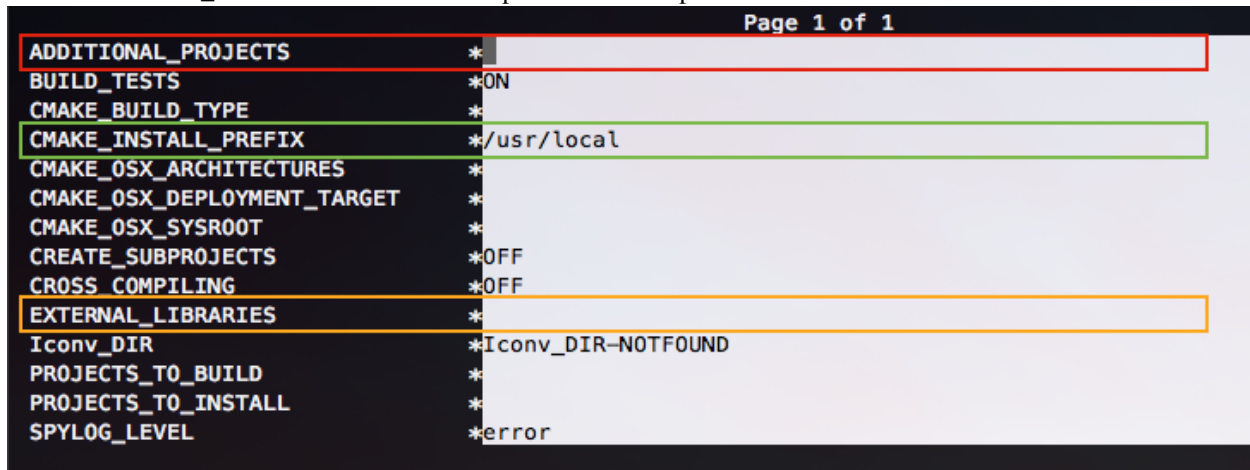 Page 1 of 1
ADDITIONAL_PROJECTS *
BUILD_TESTS *ON
CMAKE_BUILD_TYPE *
CMAKE_INSTALL_PREFIX */usr/local
CMAKE_OSX_ARCHITECTURES *
CMAKE_OSX_DEPLOYMENT_TARGET *
CMAKE_OSX_SYSROOT *
CREATE_SUBPROJECTS *OFF
CROSS_COMPILING *OFF
EXTERNAL_LIBRARIES *
Iconv_DIR *Iconv_DIR-NOTFOUND
PROJECTS_TO_BUILD *
PROJECTS_TO_INSTALL *
SPYLOG_LEVEL *error